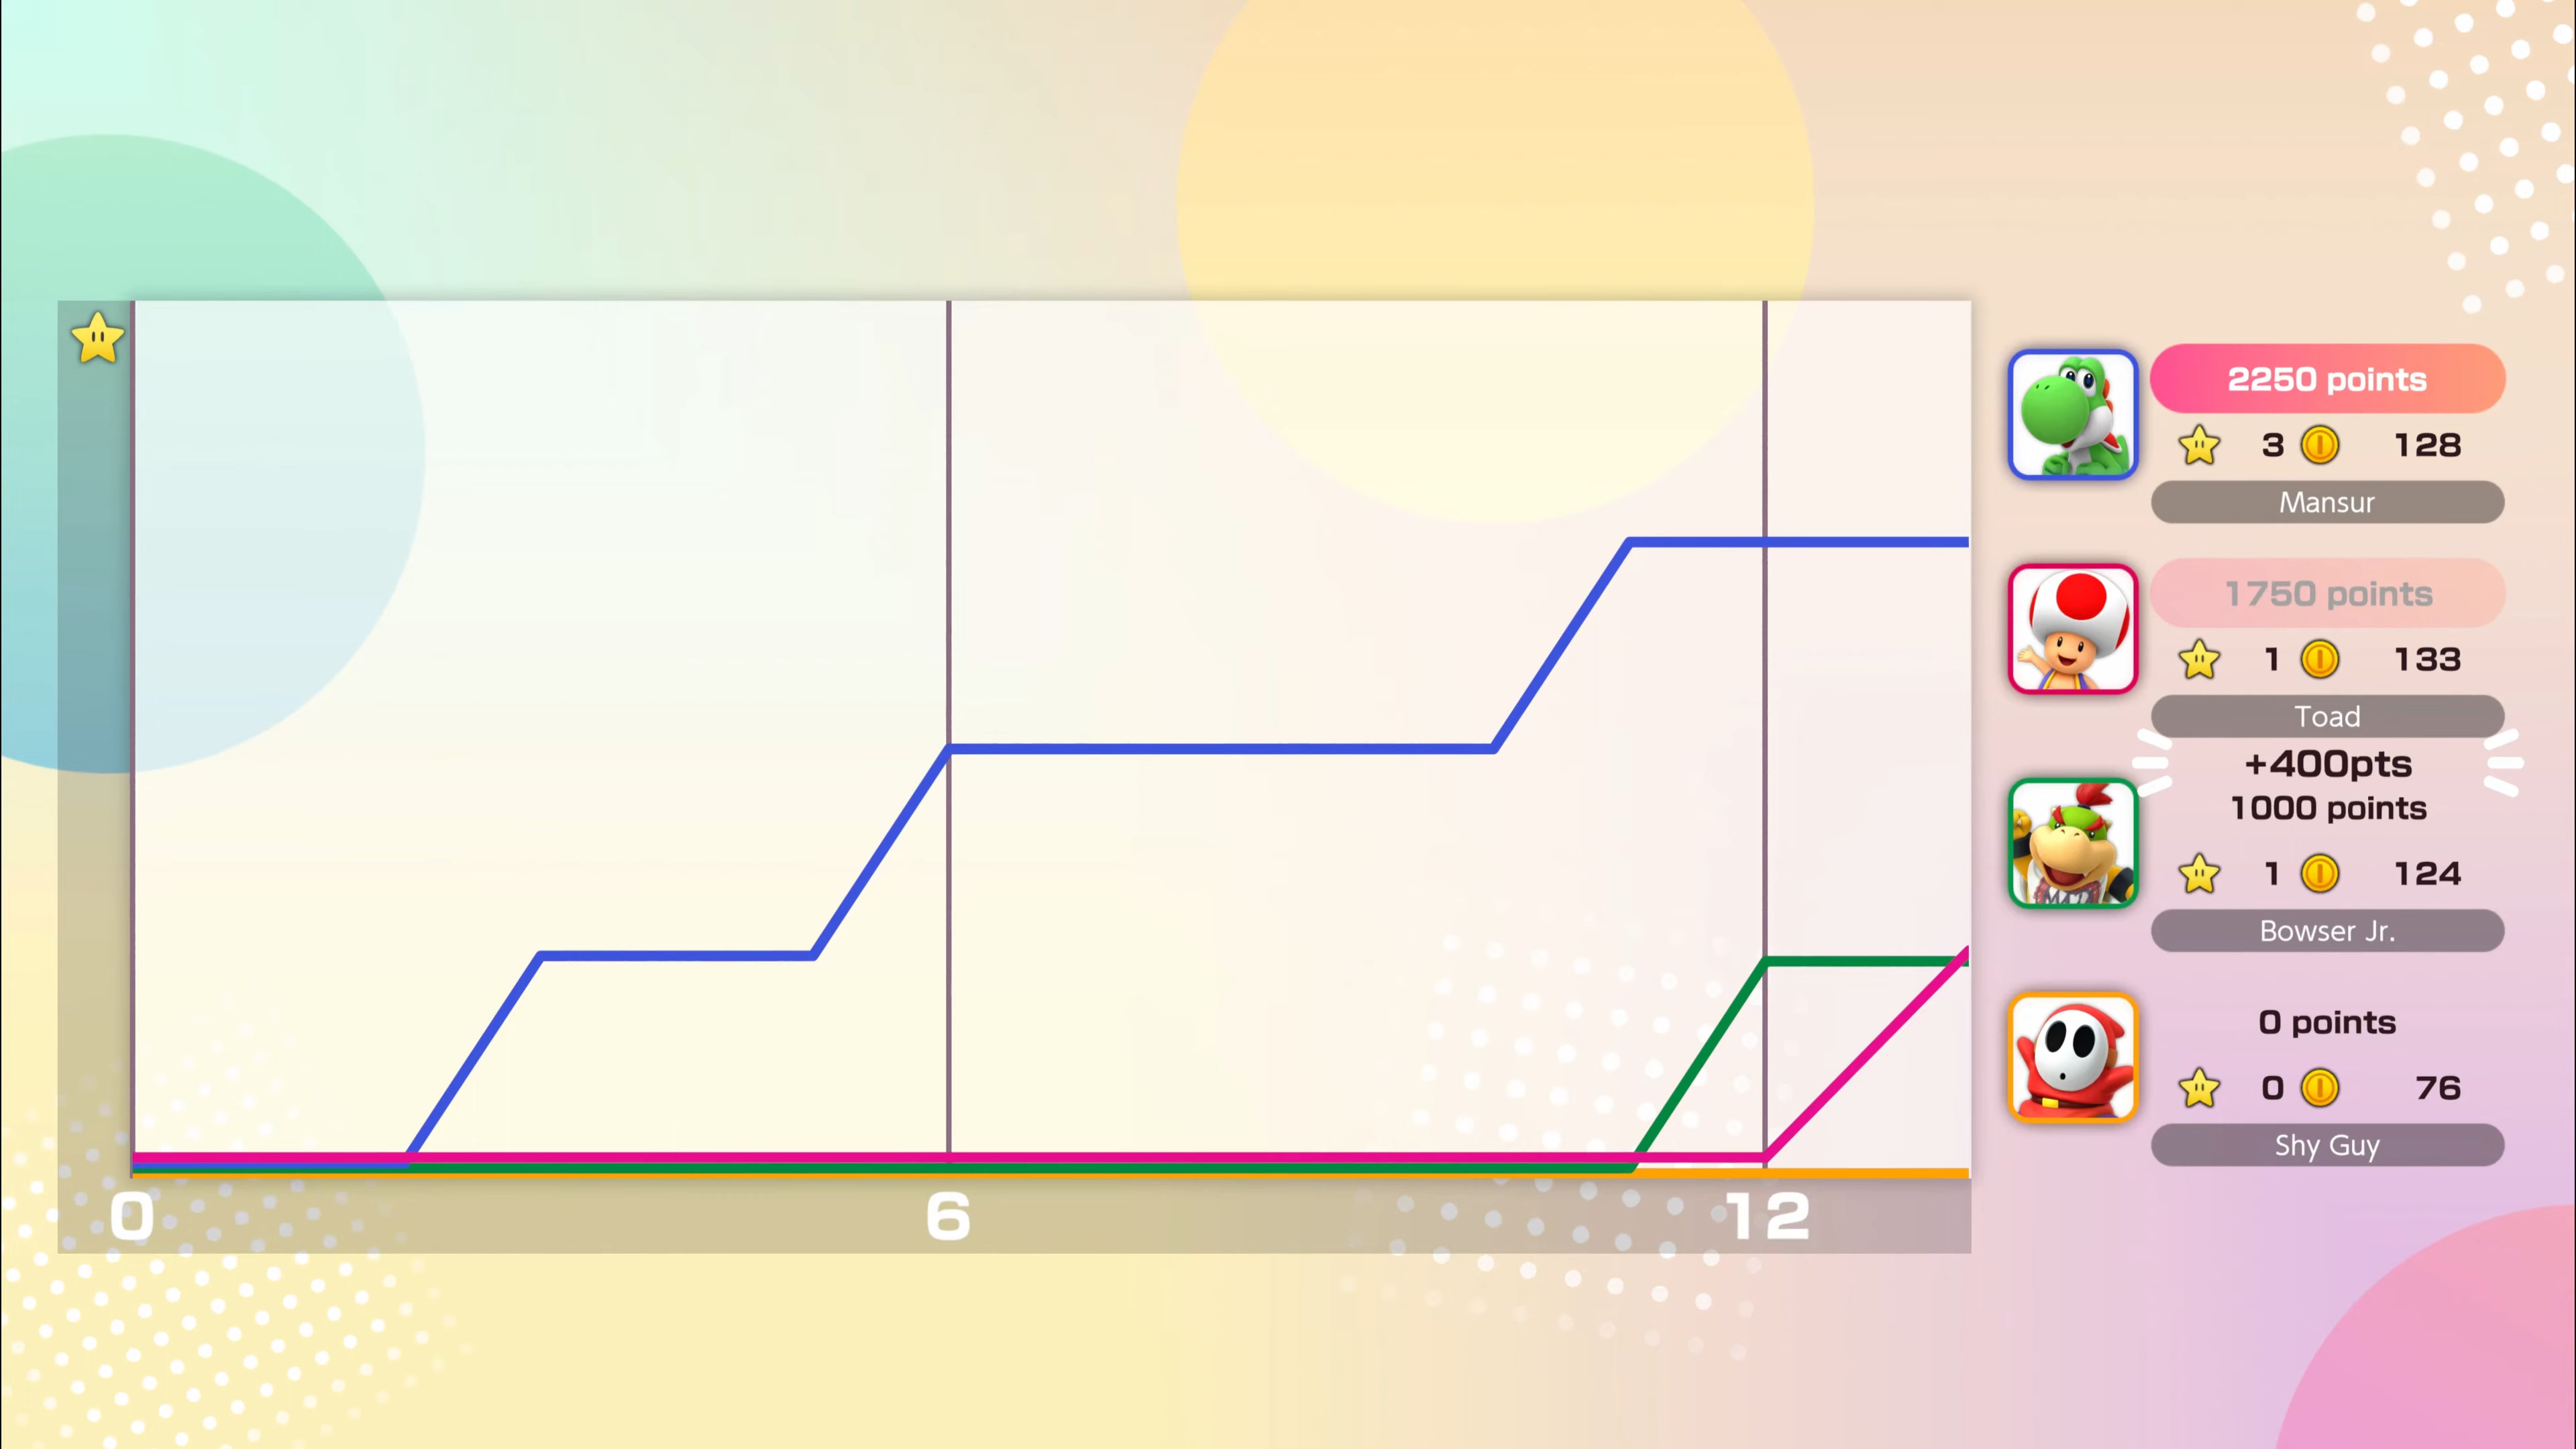 2250 points
3 128
Mansur
1750 points
1 133
Toad
+400pts
1000 points
1 124
Bowser Jr.
0 points
0 76
Shy Guy
0 6 12